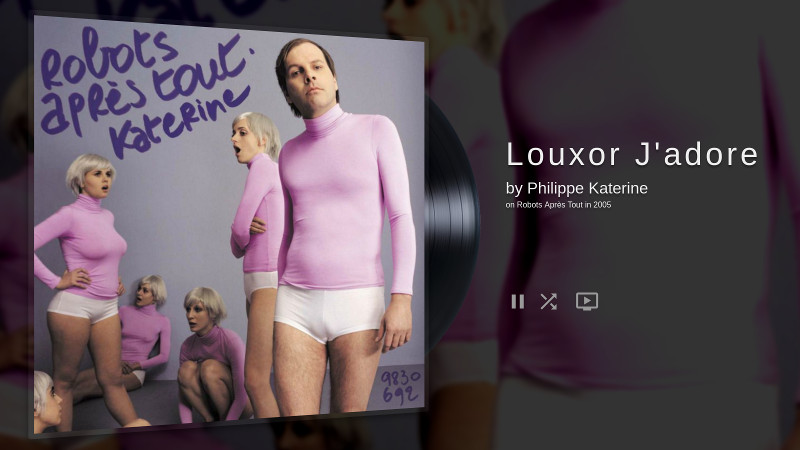 Robots
après tout.
Katerine
9830
692
Louxor J'adore
by Philippe Katerine
on Robots Après Tout in 2005